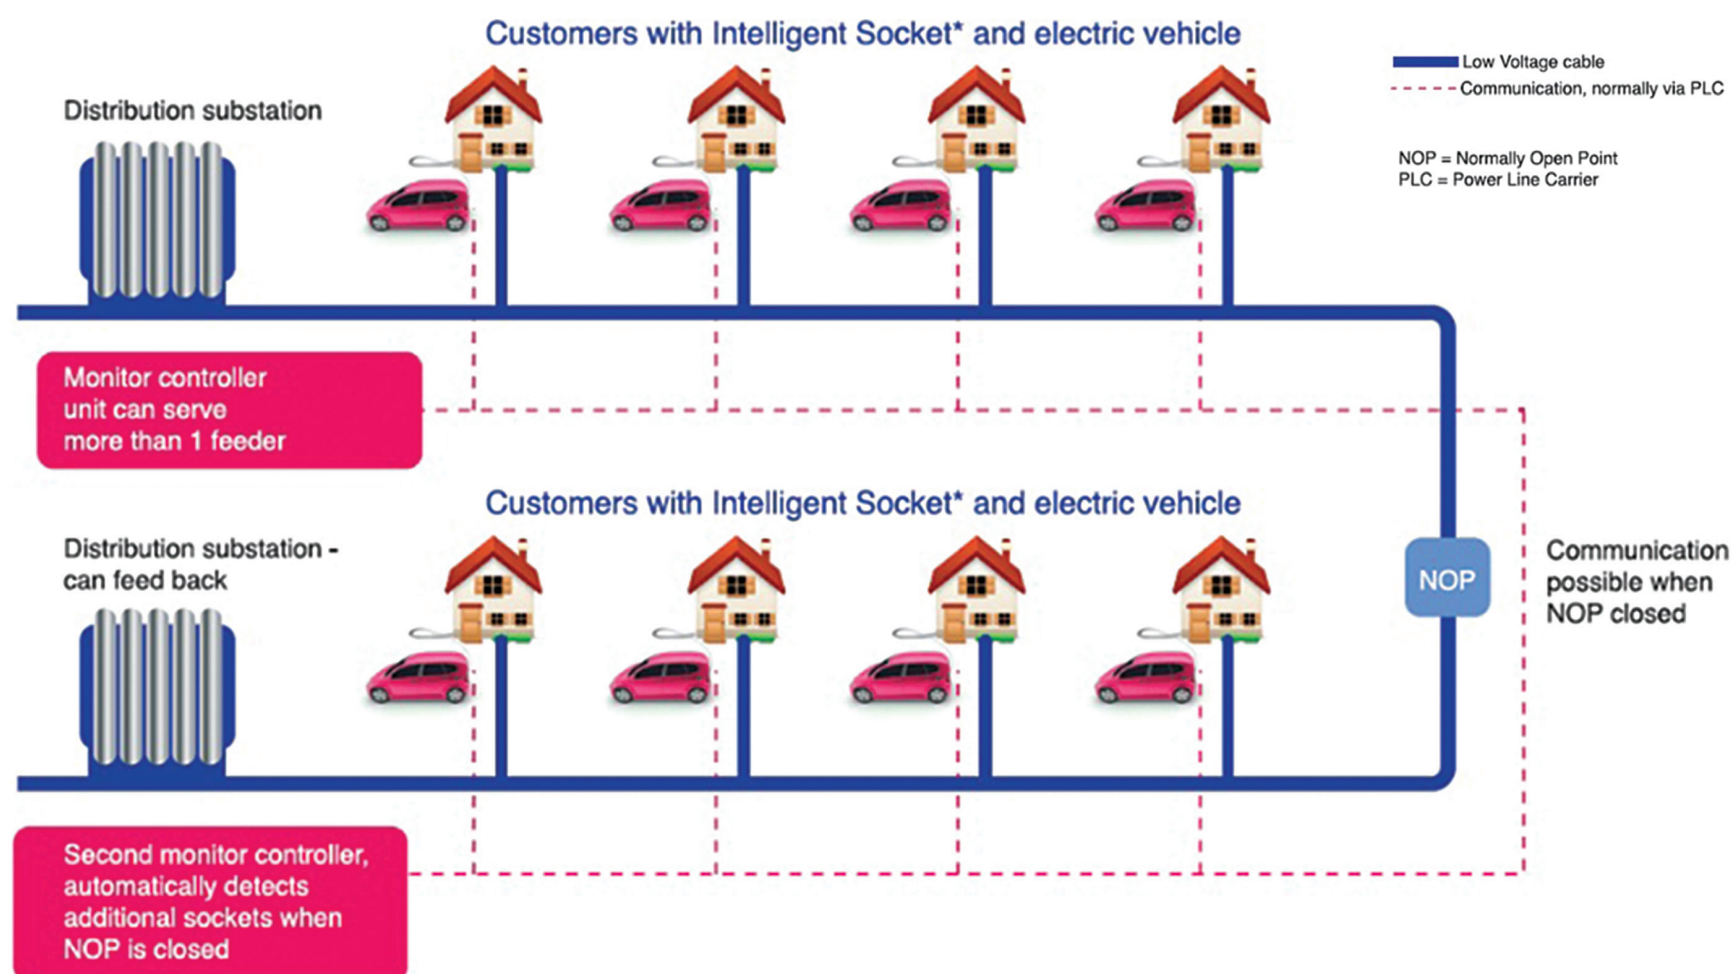 Customers with Intelligent Socket* and electric vehicle
Low Voltage cable
Communication, normally via PLC
Distribution substation
NOP = Normally Open Point
PLC = Power Line Carrier
Monitor controller
unit can serve
more than 1 feeder
Customers with Intelligent Socket* and electric vehicle
Distribution substation -
can feed back
NOP
Communication
possible when
NOP closed
Second monitor controller,
automatically detects
additional sockets when
NOP is closed